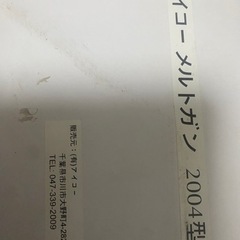 イコー メルトガン 2004型
販売元：(有)アイコー
千葉県市川市大野町4-28
TEL. 047-339-2009